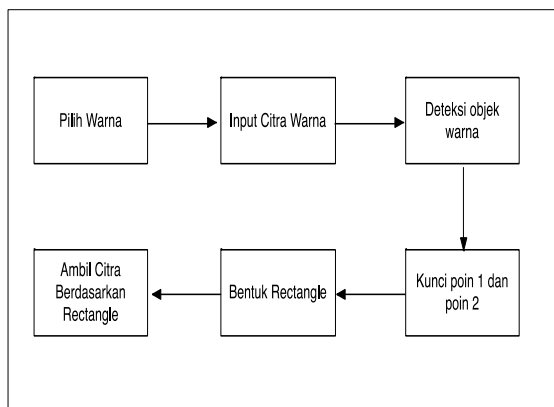 Pilih Warna
Input Citra Warna
Deteksi objek
warna
Kunci poin 1 dan
poin 2
Bentuk Rectangle
Ambil Citra
Berdasarkan
Rectangle